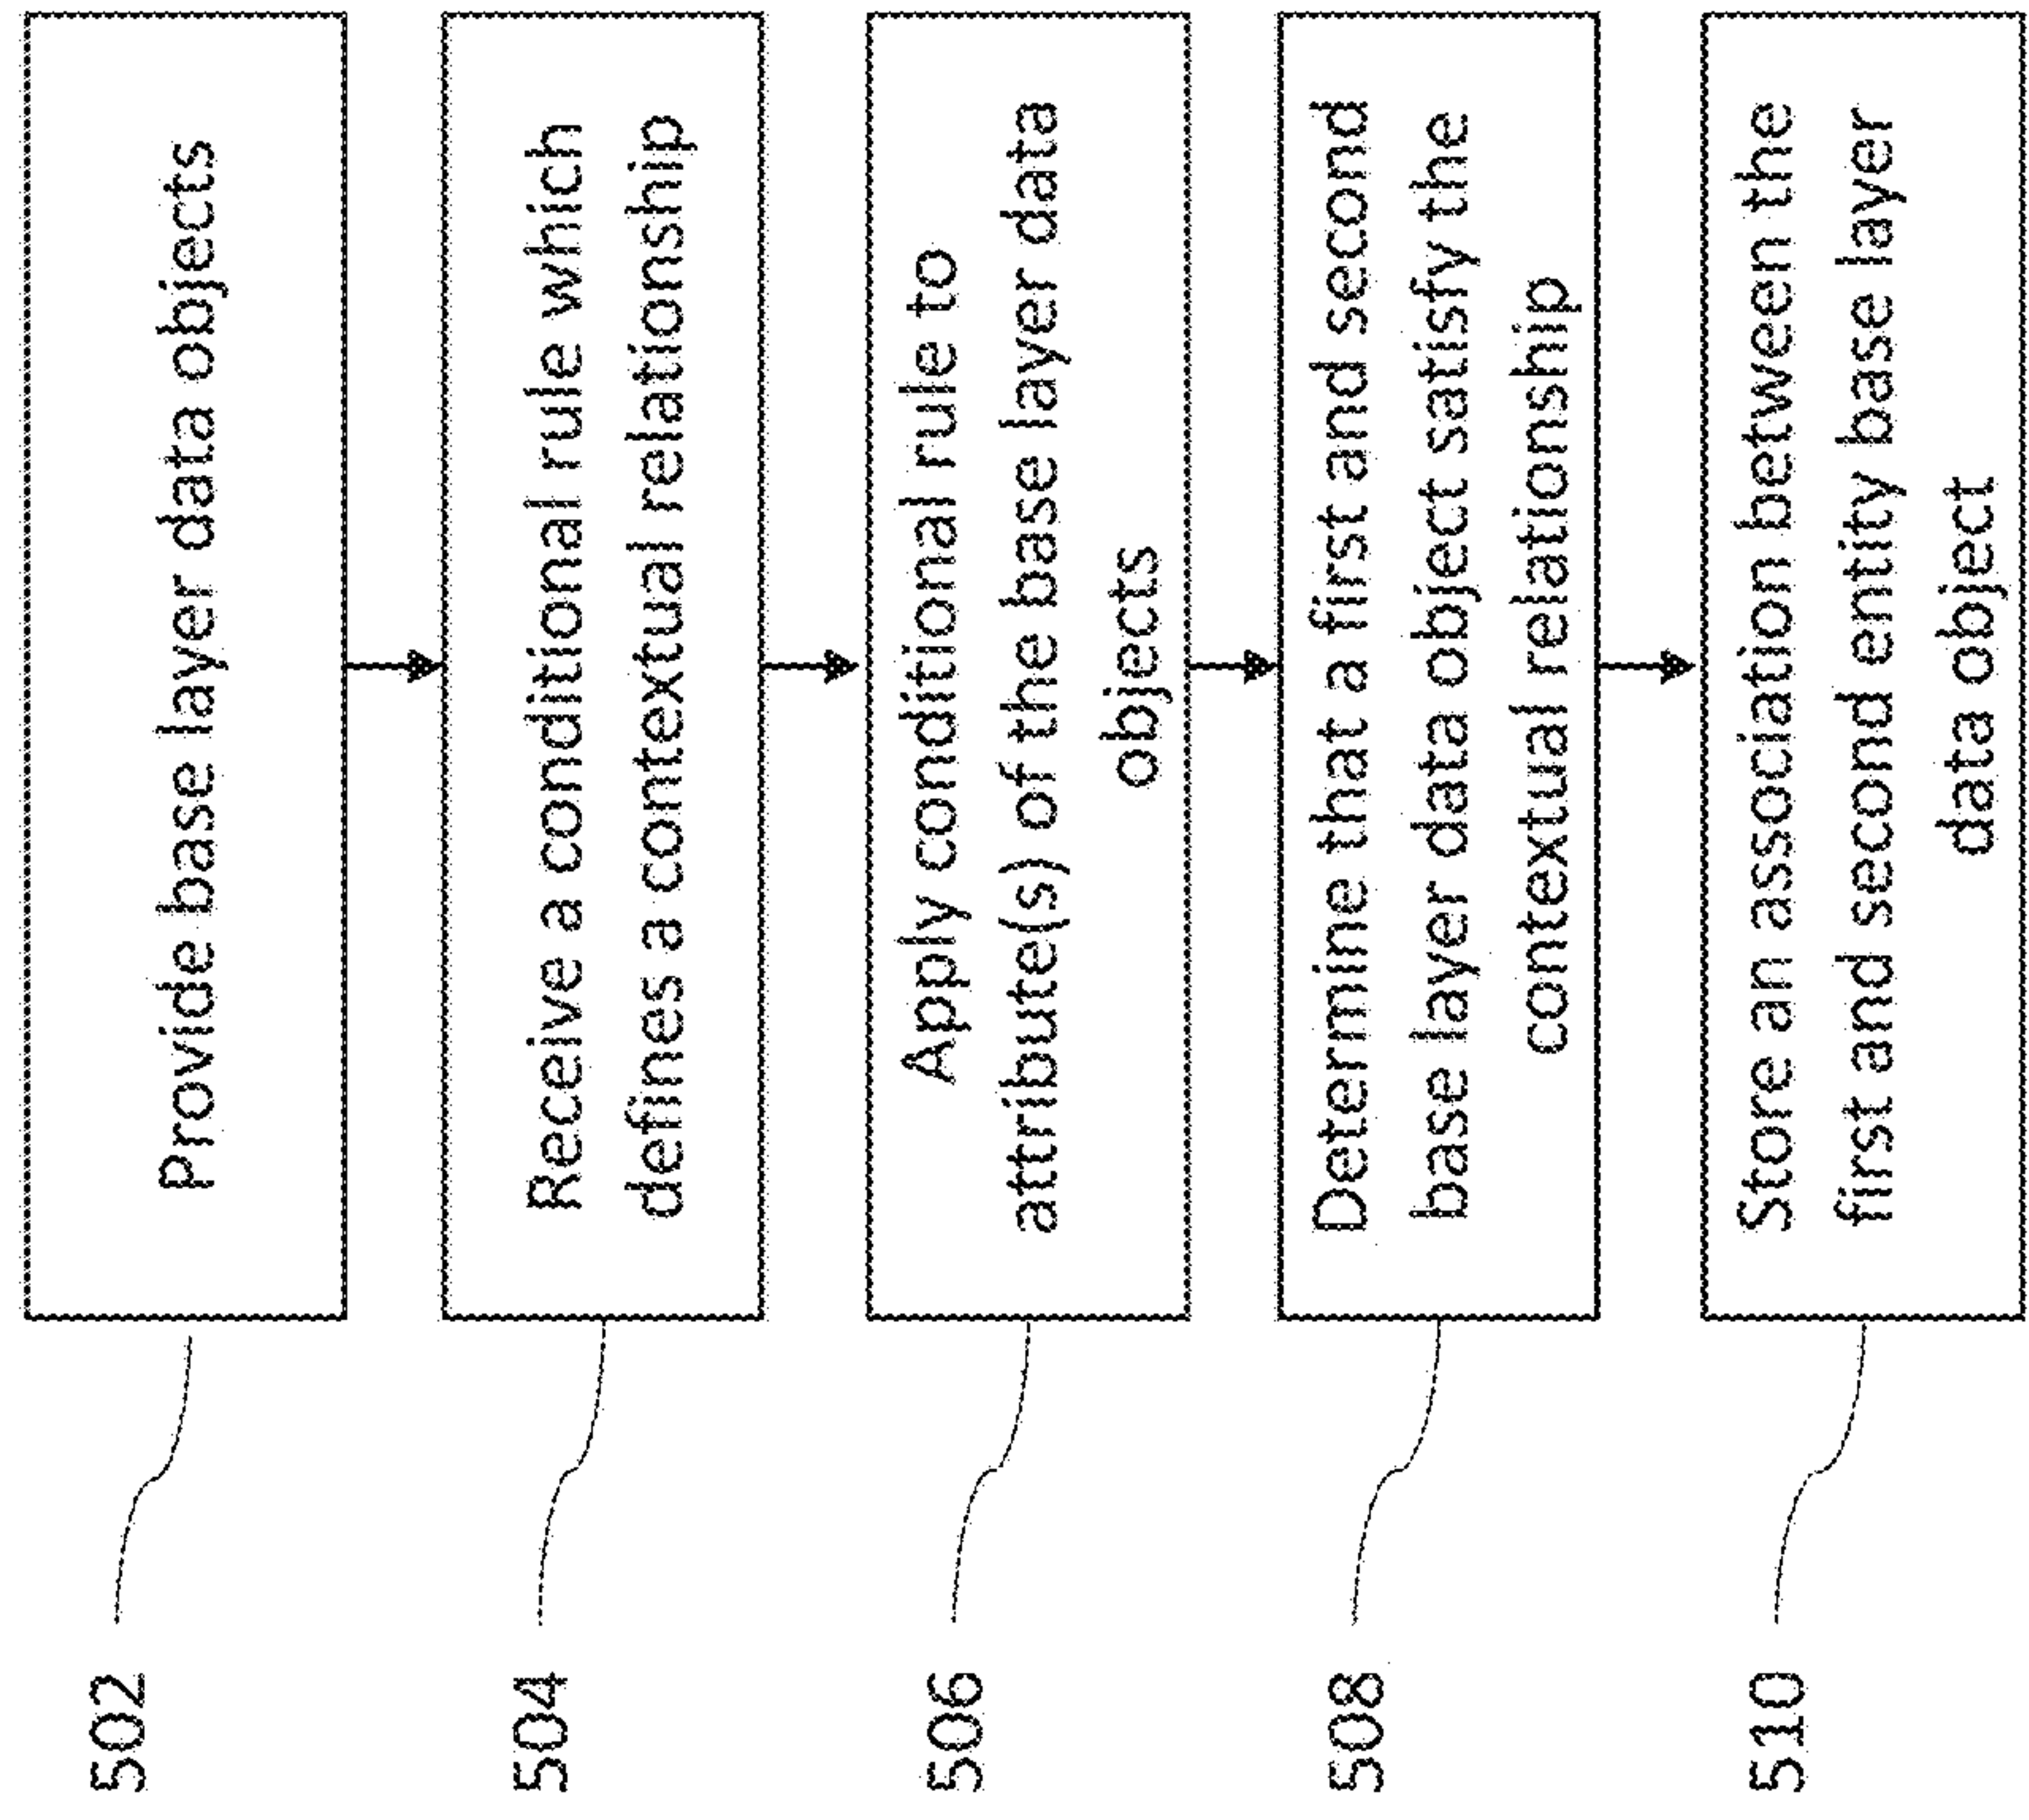 502
Provide base layer data objects
504
Receive a conditional rule which
defines a contextual relationship
506
Apply conditional rule to
attribute(s) of the base layer data
objects
508
Determine that a first and second
base layer data object satisfy the
contextual relationship
510
Store an association between the
first and second entity base layer
data object